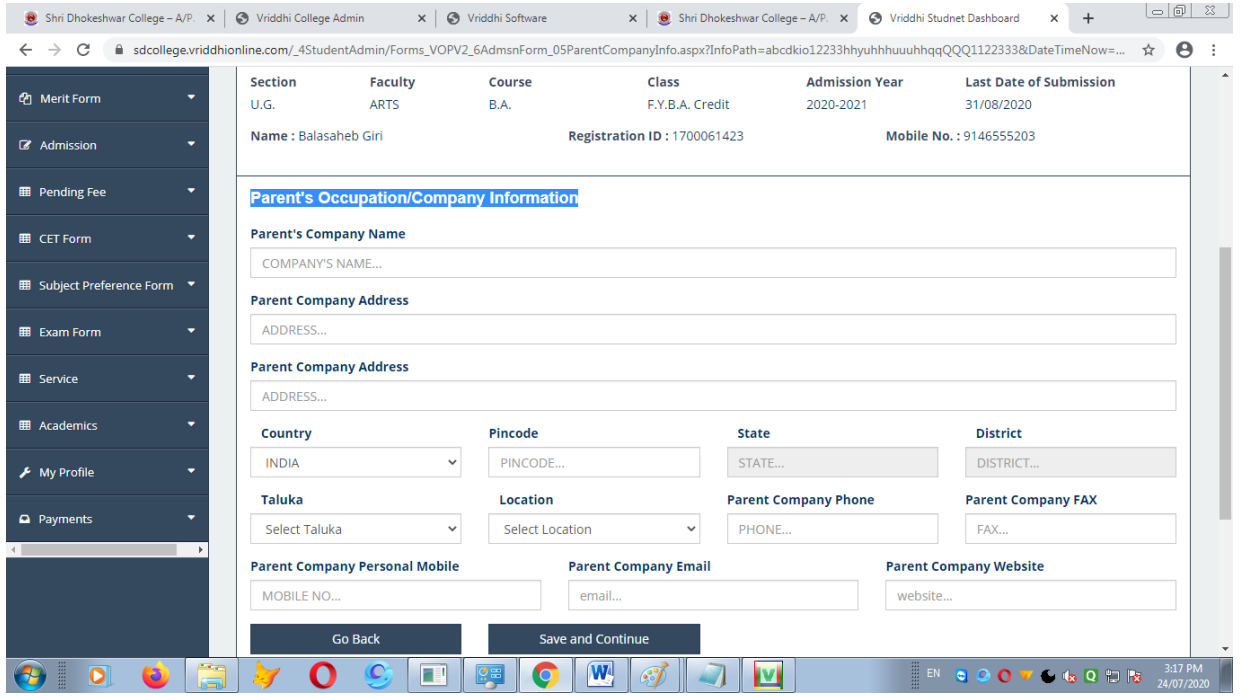 Shri Dhokeshwar College – A/P. Vriddhi College Admin Vriddhi Software Shri Dhokeshwar College – A/P. Vriddhi Studnet Dashboard
sdcollege.vriddhionline.com/_4StudentAdmin/Forms_VOPV2_6AdmsnForm_05ParentCompanyInfo.aspx?InfoPath=abcdkio12233hhyuhhhuuuhhqqQQQ1122333&DateTimeNow=...
Merit Form
Admission
Pending Fee
CET Form
Subject Preference Form
Exam Form
Service
Academics
My Profile
Payments
Section Faculty Course Class Admission Year Last Date of Submission
U.G. ARTS B.A. F.Y.B.A. Credit 2020-2021 31/08/2020
Name : Balasaheb Giri Registration ID : 1700061423 Mobile No. : 9146555203
Parent's Occupation/Company Information
Parent's Company Name
COMPANY'S NAME...
Parent Company Address
ADDRESS...
Parent Company Address
ADDRESS...
Country Pincode State District
INDIA PINCODE... STATE... DISTRICT...
Taluka Location Parent Company Phone Parent Company FAX
Select Taluka Select Location PHONE... FAX...
Parent Company Personal Mobile Parent Company Email Parent Company Website
MOBILE NO... email... website...
Go Back Save and Continue
EN 3:17 PM
24/07/2020